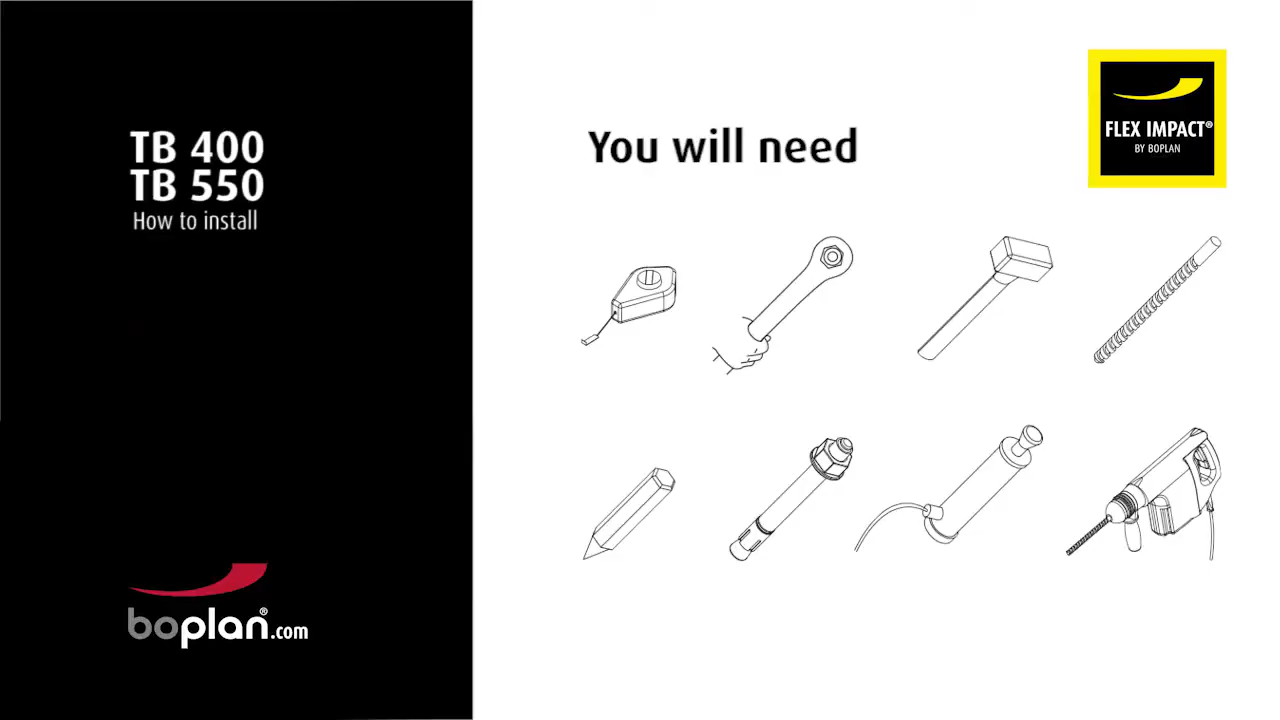 TB 400
TB 550
How to install
You will need
FLEX IMPACT®
BY BOPLAN
boplan®.com